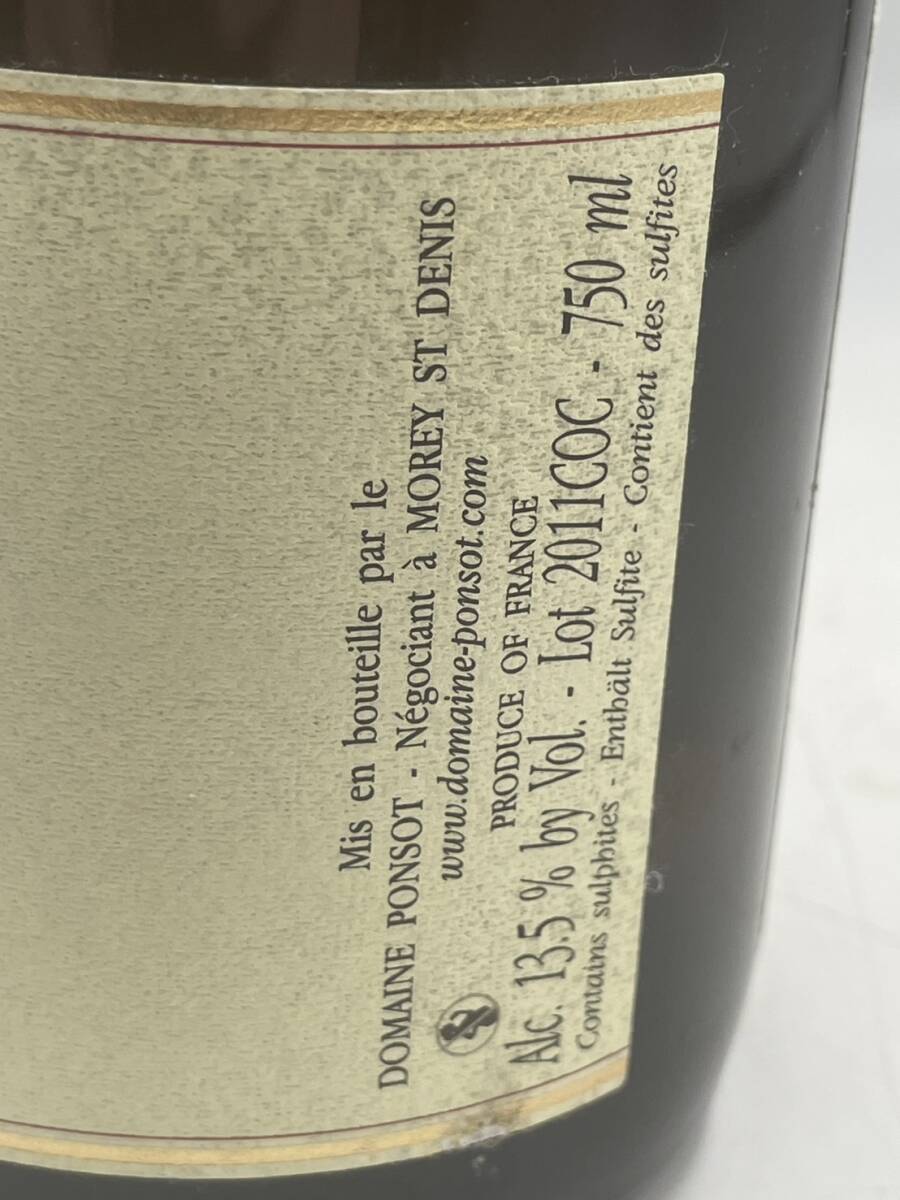 Mis en bouteille par le
DOMAINE PONSOT - Négociant à MOREY ST DENIS
www.domaine-ponsot.com
PRODUCE OF FRANCE
Alc. 13.5 % by Vol. - Lot 2011COC - 750 ml
Contains sulphites - Enthält Sulfite - Contient des sulfites